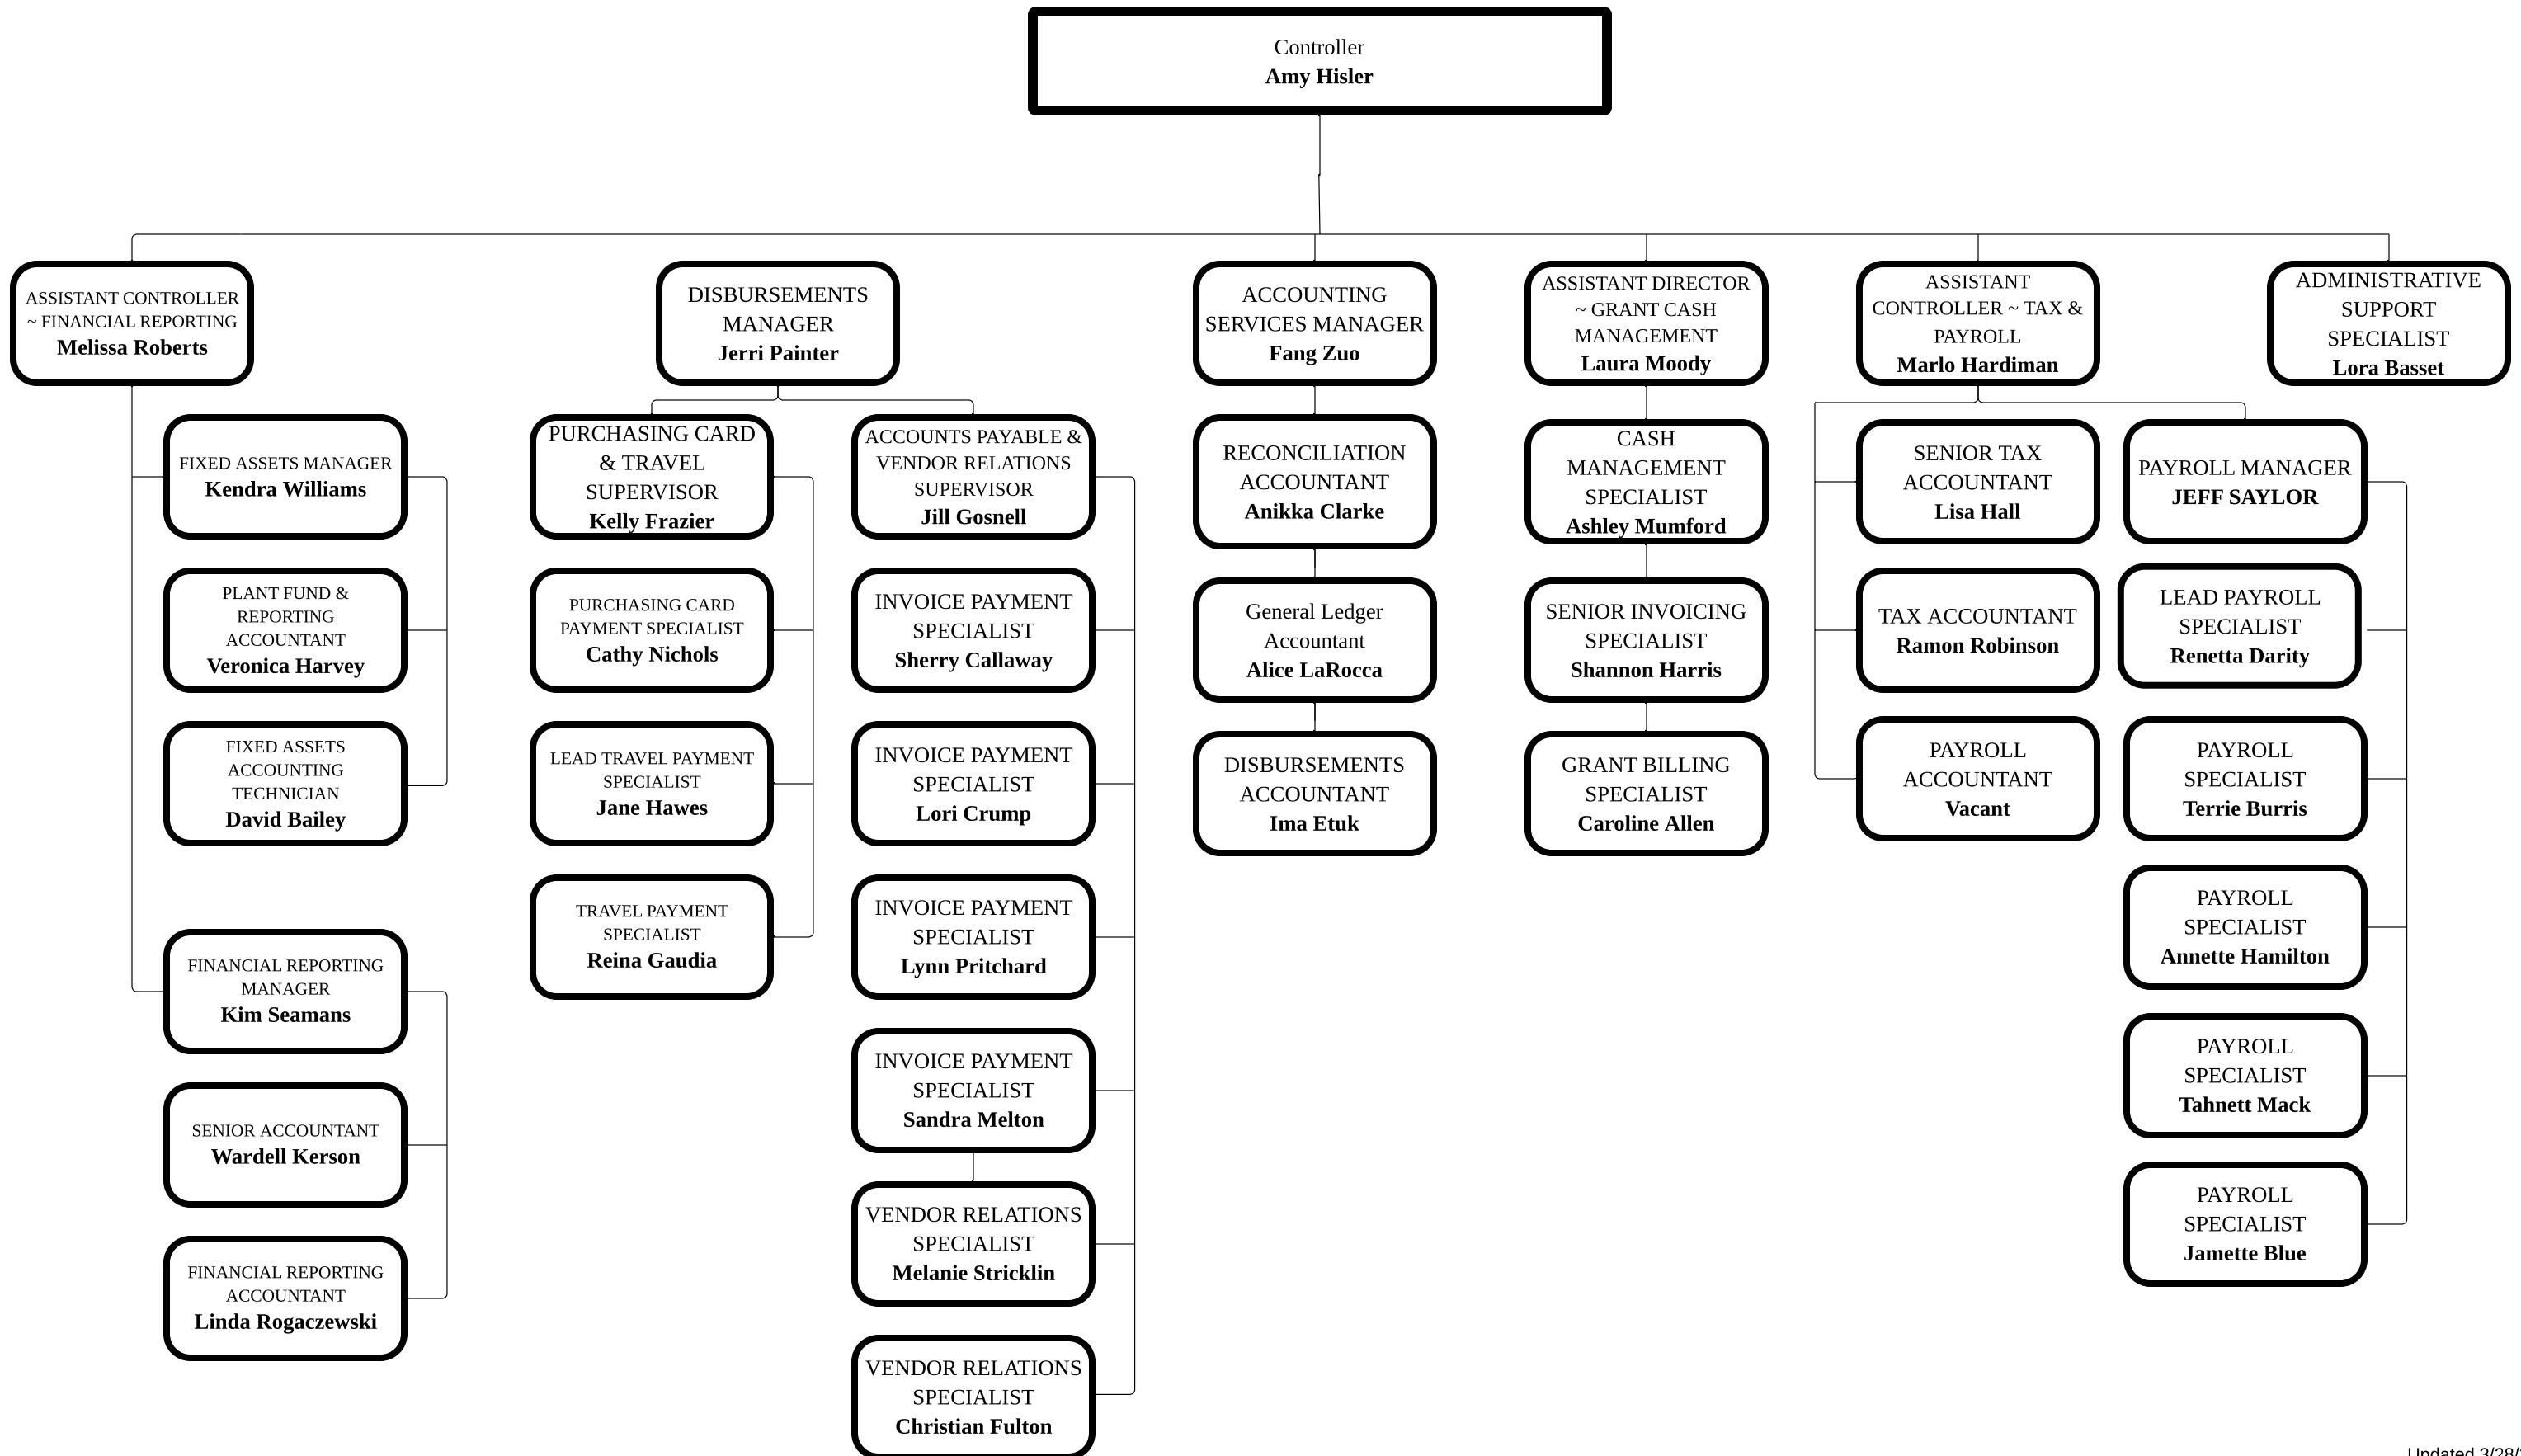 Controller
Amy Hisler
ASSISTANT CONTROLLER
~ FINANCIAL REPORTING
Melissa Roberts
DISBURSEMENTS
MANAGER
Jerri Painter
ACCOUNTING
SERVICES MANAGER
Fang Zuo
ASSISTANT DIRECTOR
~ GRANT CASH
MANAGEMENT
Laura Moody
ASSISTANT
CONTROLLER ~ TAX &
PAYROLL
Marlo Hardiman
ADMINISTRATIVE
SUPPORT
SPECIALIST
Lora Basset
FIXED ASSETS MANAGER
Kendra Williams
PLANT FUND &
REPORTING
ACCOUNTANT
Veronica Harvey
FIXED ASSETS
ACCOUNTING
TECHNICIAN
David Bailey
FINANCIAL REPORTING
MANAGER
Kim Seamans
SENIOR ACCOUNTANT
Wardell Kerson
FINANCIAL REPORTING
ACCOUNTANT
Linda Rogaczewski
PURCHASING CARD
& TRAVEL
SUPERVISOR
Kelly Frazier
PURCHASING CARD
PAYMENT SPECIALIST
Cathy Nichols
LEAD TRAVEL PAYMENT
SPECIALIST
Jane Hawes
TRAVEL PAYMENT
SPECIALIST
Reina Gaudia
ACCOUNTS PAYABLE &
VENDOR RELATIONS
SUPERVISOR
Jill Gosnell
INVOICE PAYMENT
SPECIALIST
Sherry Callaway
INVOICE PAYMENT
SPECIALIST
Lori Crump
INVOICE PAYMENT
SPECIALIST
Lynn Pritchard
INVOICE PAYMENT
SPECIALIST
Sandra Melton
VENDOR RELATIONS
SPECIALIST
Melanie Stricklin
VENDOR RELATIONS
SPECIALIST
Christian Fulton
RECONCILIATION
ACCOUNTANT
Anikka Clarke
General Ledger
Accountant
Alice LaRocca
DISBURSEMENTS
ACCOUNTANT
Ima Etuk
CASH
MANAGEMENT
SPECIALIST
Ashley Mumford
SENIOR INVOICING
SPECIALIST
Shannon Harris
GRANT BILLING
SPECIALIST
Caroline Allen
SENIOR TAX
ACCOUNTANT
Lisa Hall
TAX ACCOUNTANT
Ramon Robinson
PAYROLL
ACCOUNTANT
Vacant
PAYROLL MANAGER
JEFF SAYLOR
LEAD PAYROLL
SPECIALIST
Renetta Darity
PAYROLL
SPECIALIST
Terrie Burris
PAYROLL
SPECIALIST
Annette Hamilton
PAYROLL
SPECIALIST
Tahnett Mack
PAYROLL
SPECIALIST
Jamette Blue
Updated